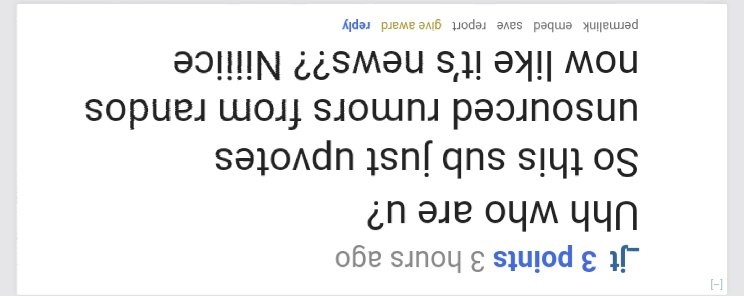 [-]
_jt 3 points 3 hours ago
Uhh who are u?
So this sub just upvotes
unsourced rumors from randos
now like it's news?? Niiiice
permalink embed save report give award reply